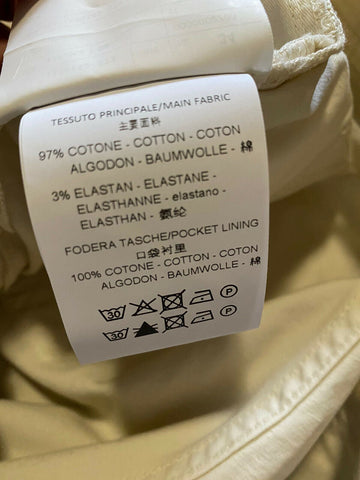 TESSUTO PRINCIPALE/MAIN FABRIC
主要面料
97% COTONE - COTTON - COTON
ALGODON - BAUMWOLLE - 棉
3% ELASTAN - ELASTANE -
ELASTHANNE - elastano -
ELASTHAN - 氨纶
FODERA TASCHE/POCKET LINING
口袋衬里
100% COTONE - COTTON - COTON
ALGODON - BAUMWOLLE - 棉
30 P
30 P